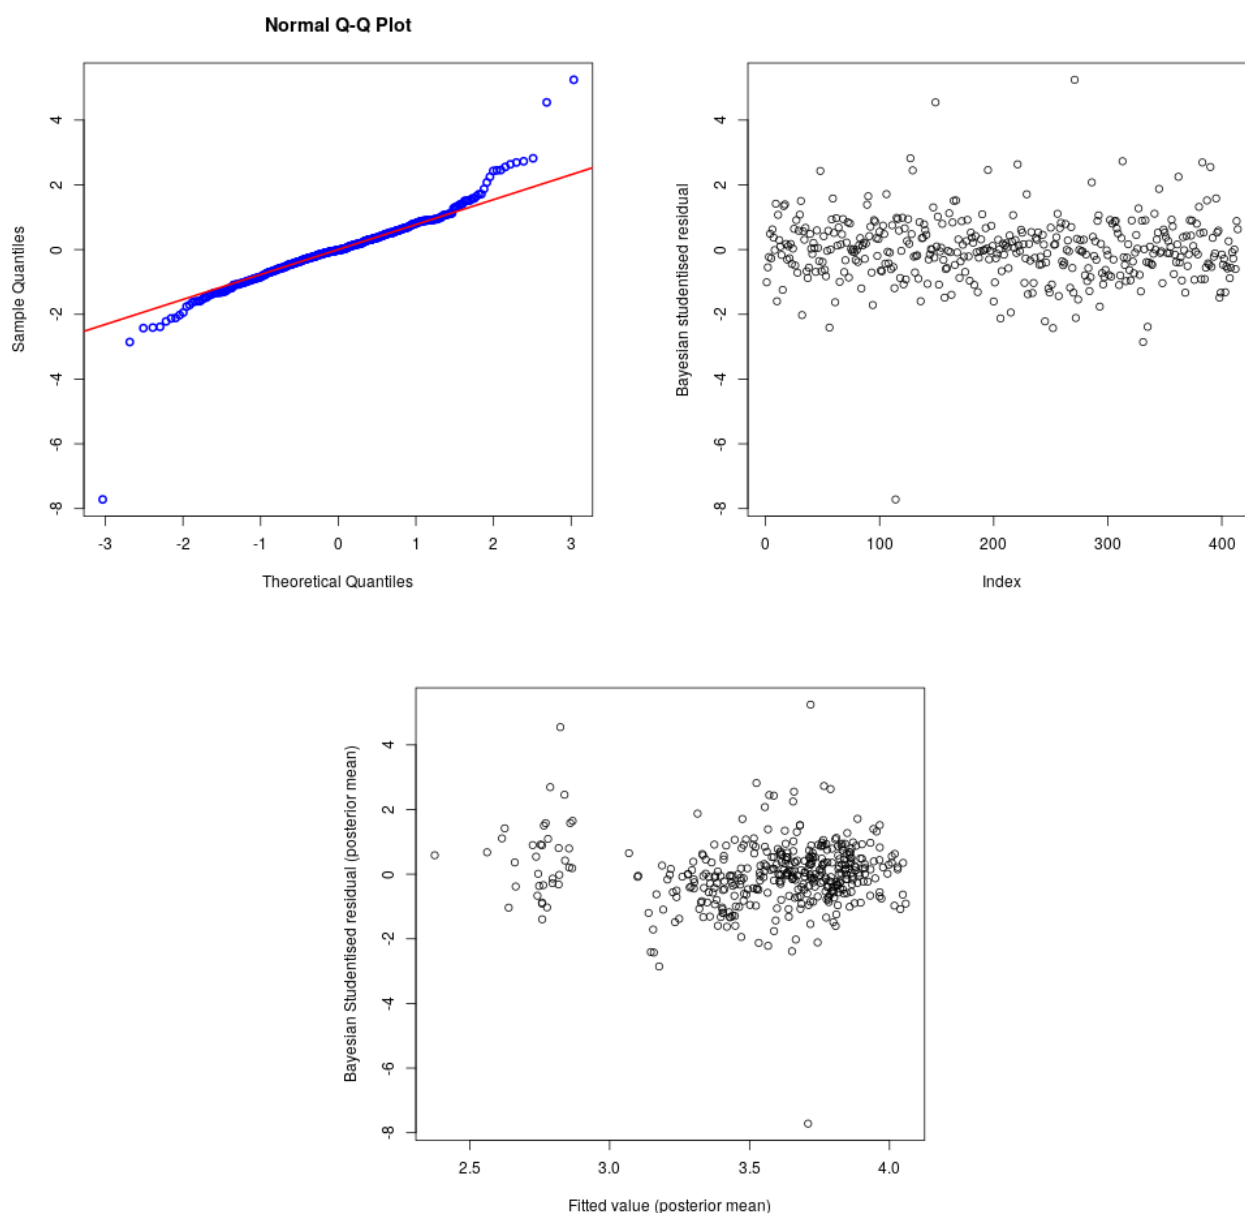 Normal Q-Q Plot
Sample Quantiles
4
2
0
-2
-4
-6
-8
-3 -2 -1 0 1 2 3
Theoretical Quantiles
Bayesian studentised residual
4
2
0
-2
-4
-6
-8
0 100 200 300 400
Index
Bayesian Studentised residual (posterior mean)
4
2
0
-2
-4
-6
-8
2.5 3.0 3.5 4.0
Fitted value (posterior mean)